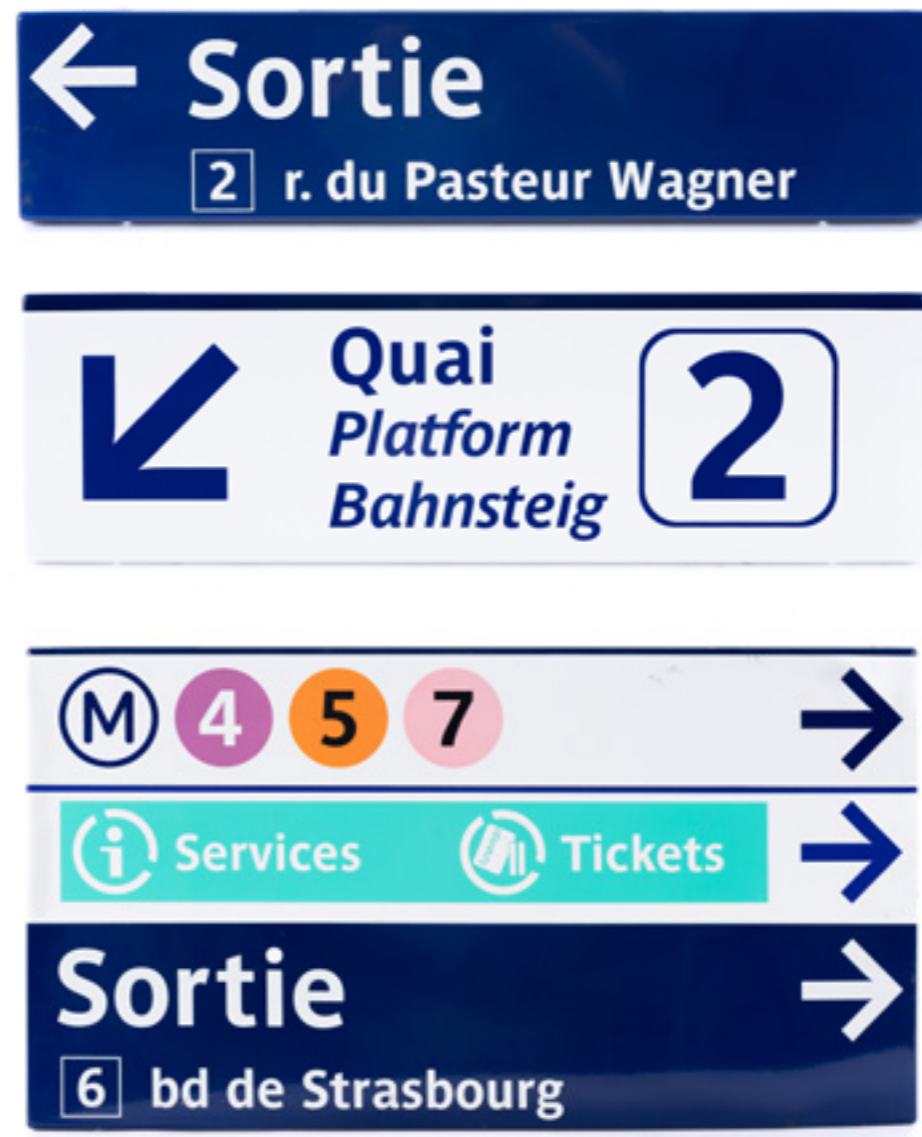 Sortie
2 r. du Pasteur Wagner
Quai
Platform
Bahnsteig
2
M 4 5 7
Services Tickets
Sortie
6 bd de Strasbourg